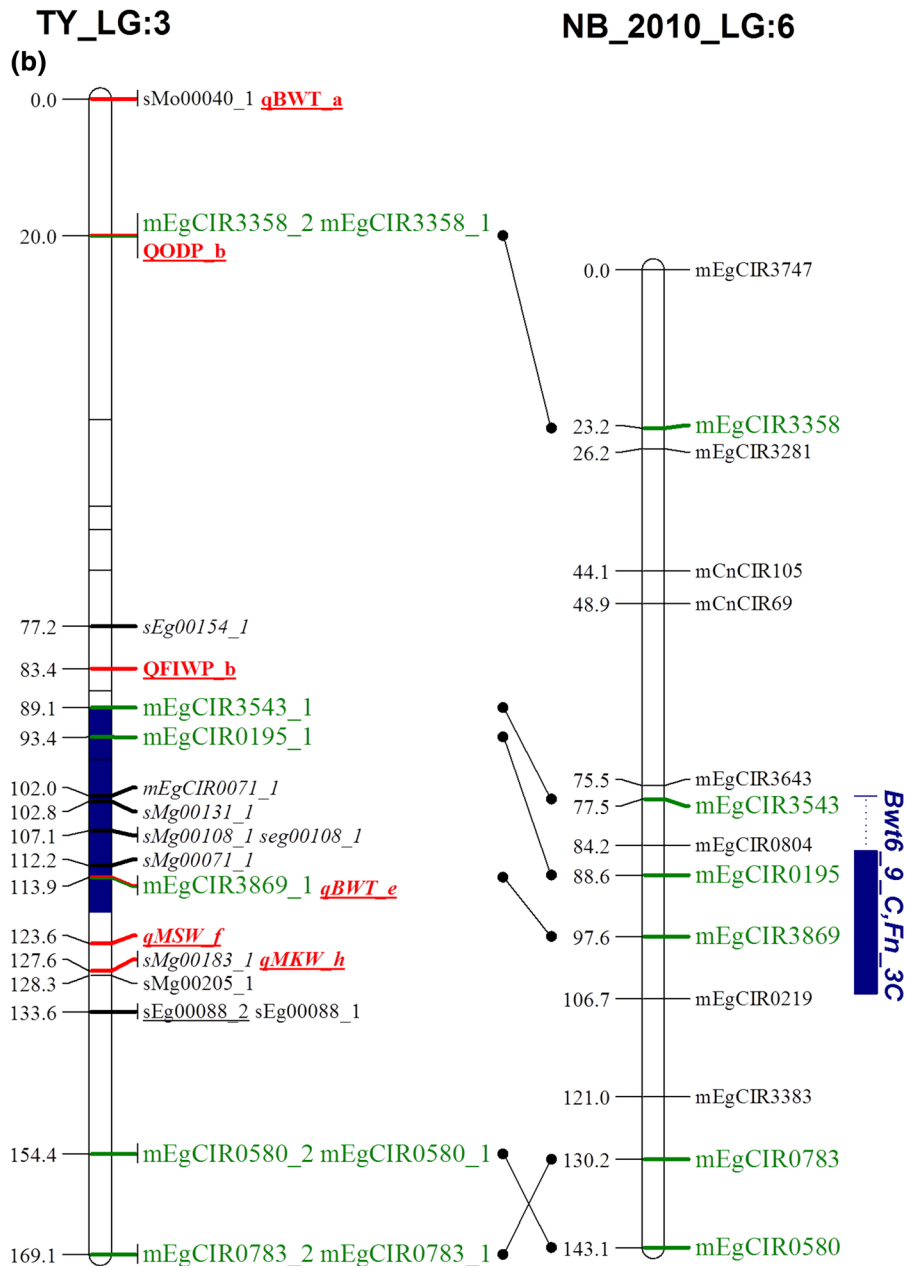 TY_LG:3
NB_2010_LG:6
(b)
0.0 sMo00040_1 qBWT_a
20.0 mEgCIR3358_2 mEgCIR3358_1
QODP_b
77.2 sEg00154_1
83.4 QFIWP_b
89.1 mEgCIR3543_1
93.4 mEgCIR0195_1
102.0 mEgCIR0071_1
102.8 sMg00131_1
107.1 sMg00108_1 seg00108_1
112.2 sMg00071_1
113.9 mEgCIR3869_1 qBWT_e
123.6 qMSW_f
127.6 sMg00183_1 qMKW_h
128.3 sMg00205_1
133.6 sEg00088_2 sEg00088_1
154.4 mEgCIR0580_2 mEgCIR0580_1
169.1 mEgCIR0783_2 mEgCIR0783_1
0.0 mEgCIR3747
23.2 mEgCIR3358
26.2 mEgCIR3281
44.1 mCnCIR105
48.9 mCnCIR69
75.5 mEgCIR3643
77.5 mEgCIR3543
84.2 mEgCIR0804
88.6 mEgCIR0195
97.6 mEgCIR3869
106.7 mEgCIR0219
121.0 mEgCIR3383
130.2 mEgCIR0783
143.1 mEgCIR0580
Bwt6_9_C,Fn_3C